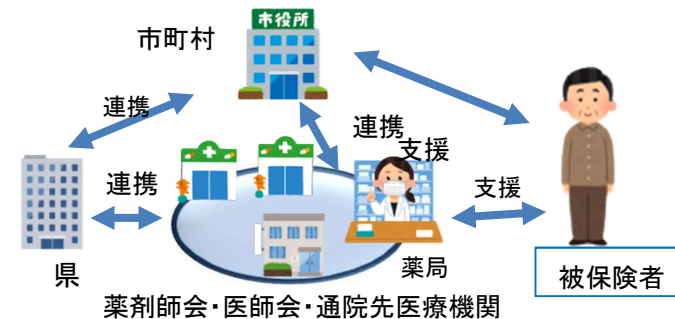 市役所
市町村
連携
連携
支援
連携
支援
県
薬局
被保険者
薬剤師会・医師会・通院先医療機関